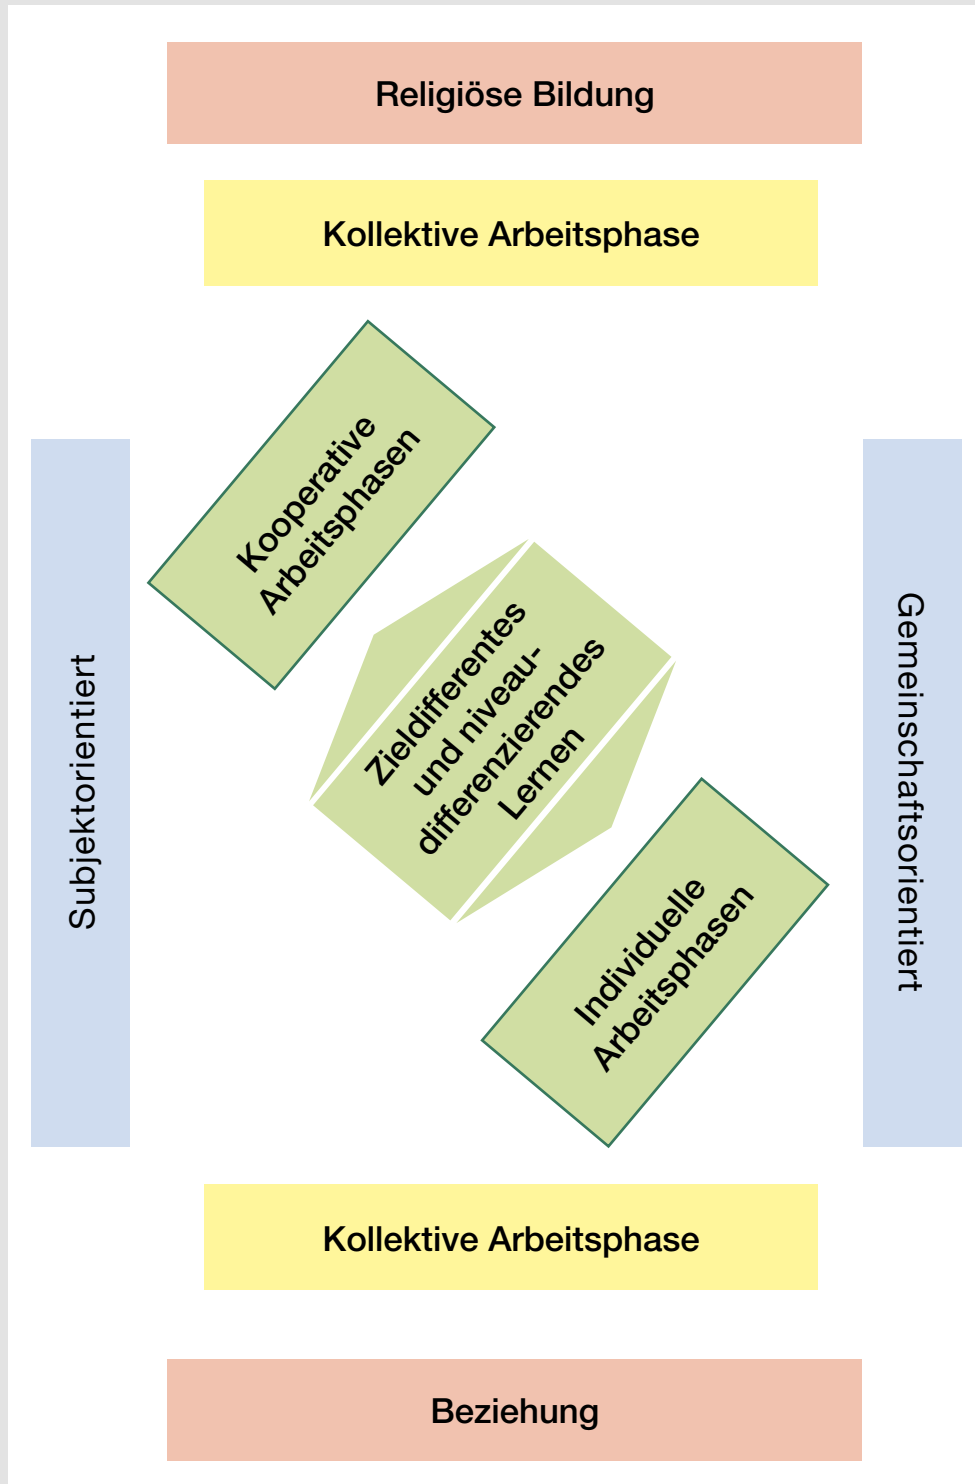 Religiöse Bildung
Kollektive Arbeitsphase
Kooperative
Arbeitsphasen
Subjektorientiert
Zieldifferentes
und niveau-
differenzierendes
Lernen
Gemeinschaftsorientiert
Individuelle
Arbeitsphasen
Kollektive Arbeitsphase
Beziehung